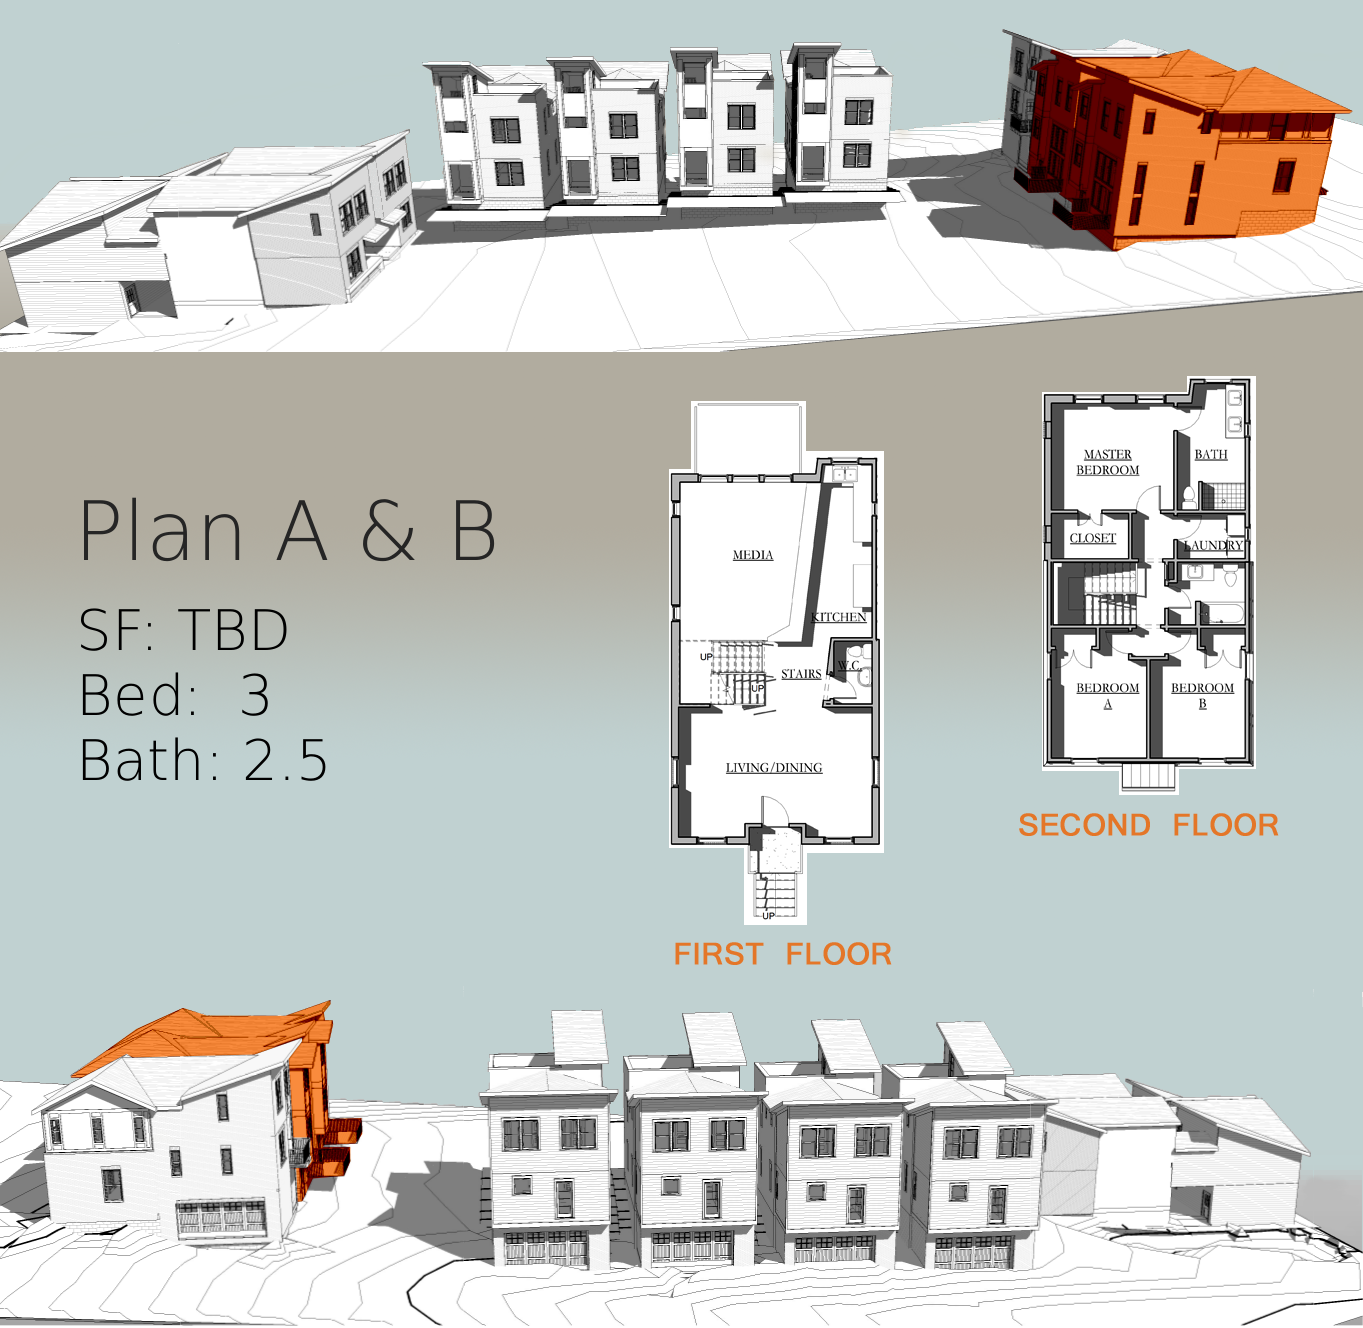 Plan A & B
SF: TBD
Bed: 3
Bath: 2.5
MEDIA
KITCHEN
UP
STAIRS
W.C.
UP
LIVING/DINING
UP
FIRST FLOOR
MASTER
BEDROOM
BATH
CLOSET
LAUNDRY
BEDROOM
A
BEDROOM
B
SECOND FLOOR